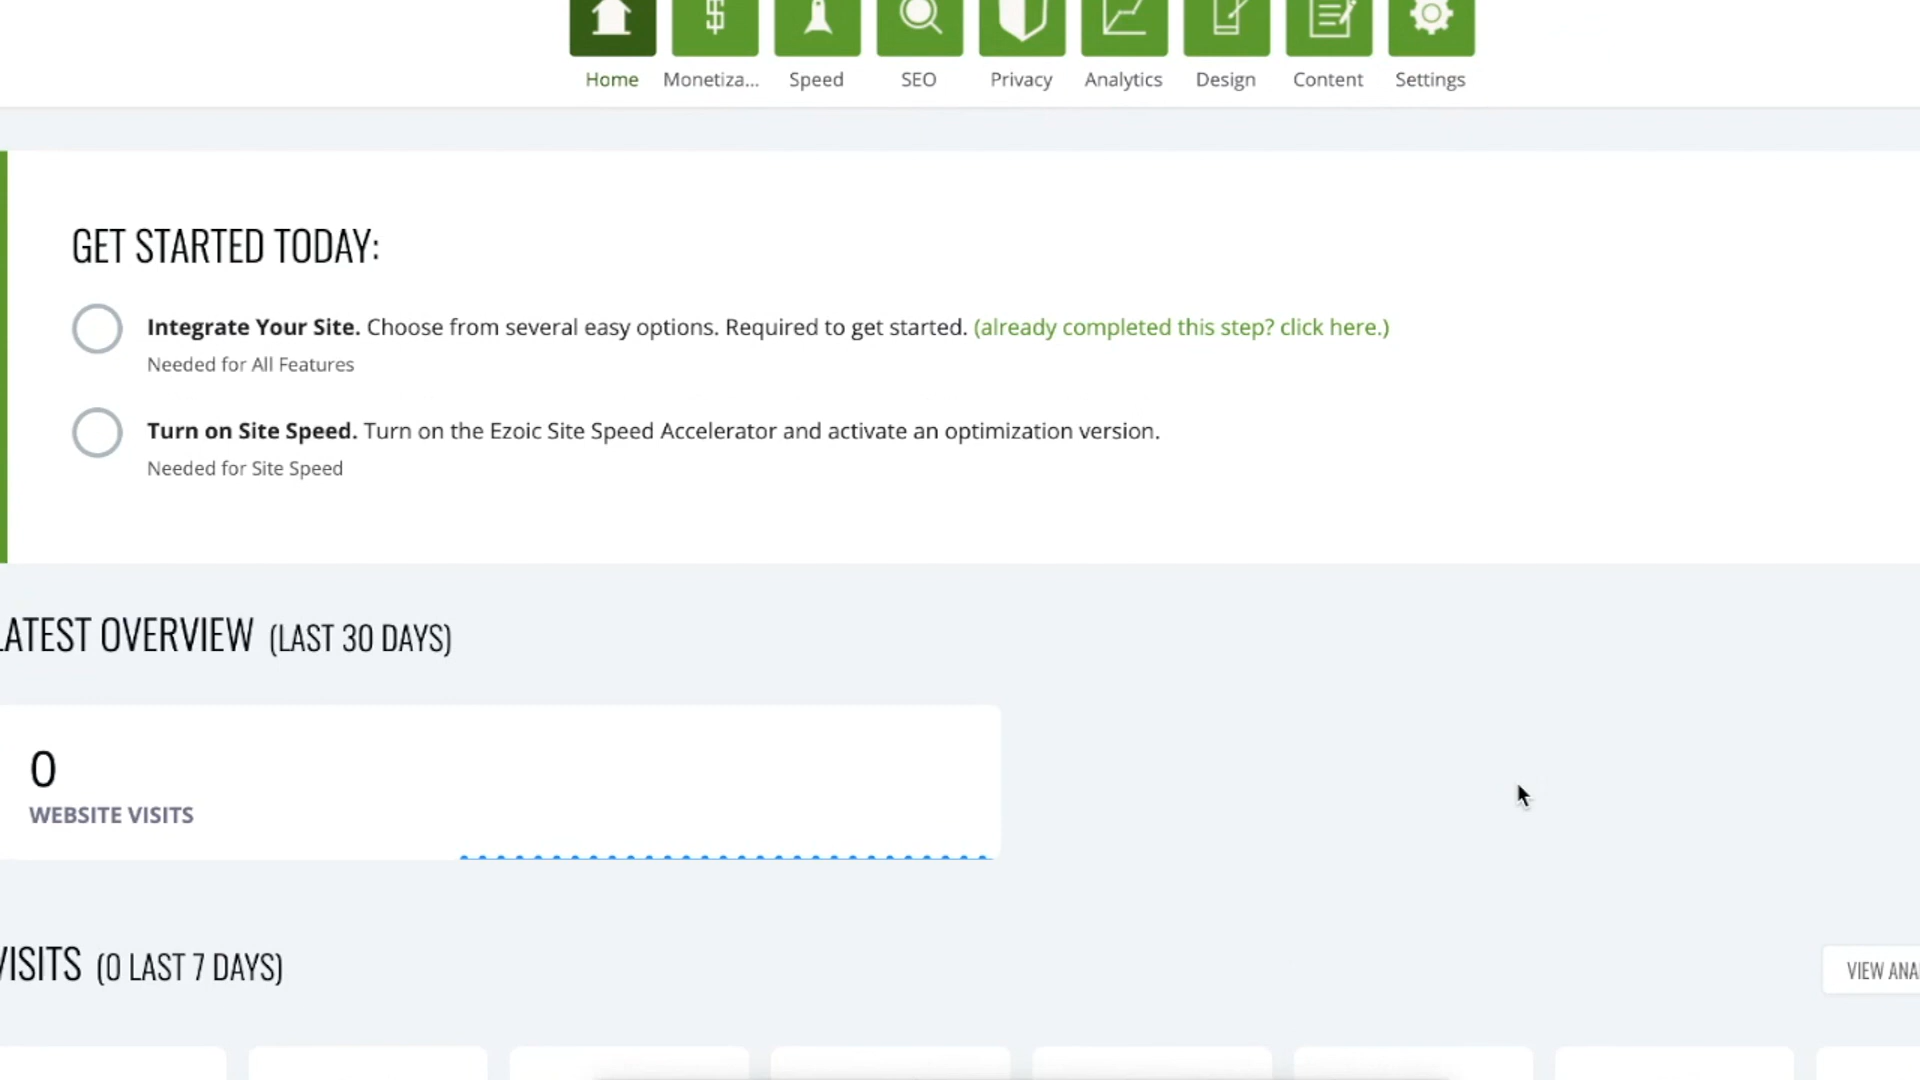 Home Monetiza... Speed SEO Privacy Analytics Design Content Settings
GET STARTED TODAY:
Integrate Your Site. Choose from several easy options. Required to get started. (already completed this step? click here.)
Needed for All Features
Turn on Site Speed. Turn on the Ezoic Site Speed Accelerator and activate an optimization version.
Needed for Site Speed
LATEST OVERVIEW (LAST 30 DAYS)
0
WEBSITE VISITS
VISITS (0 LAST 7 DAYS)
VIEW ANA